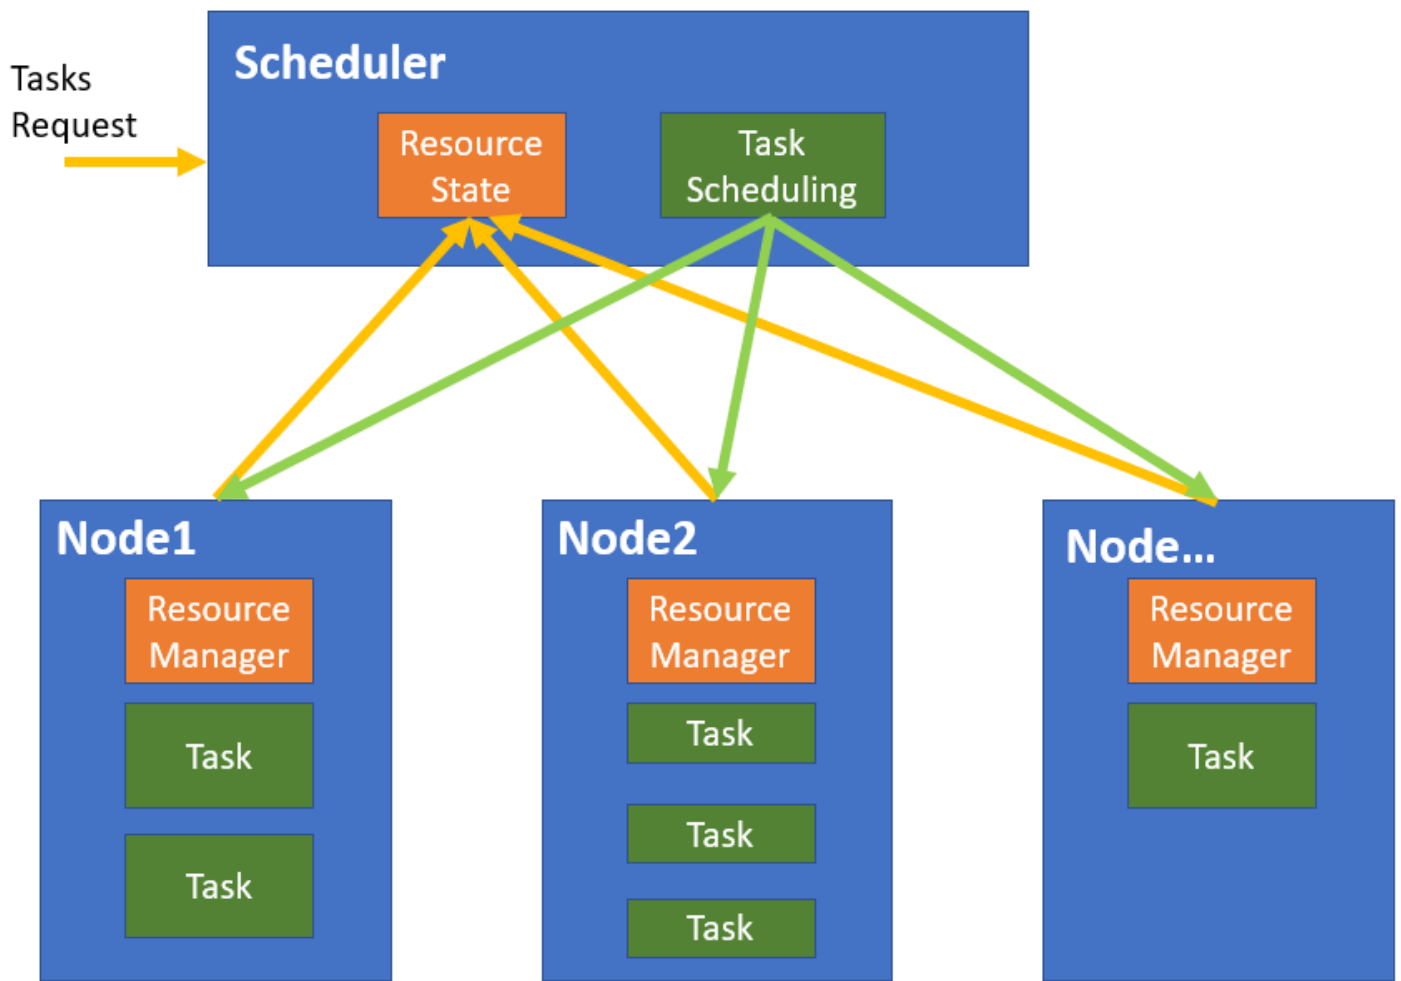 Tasks
Request
Scheduler
Resource
State
Task
Scheduling
Node1
Resource
Manager
Task
Task
Node2
Resource
Manager
Task
Task
Task
Node...
Resource
Manager
Task